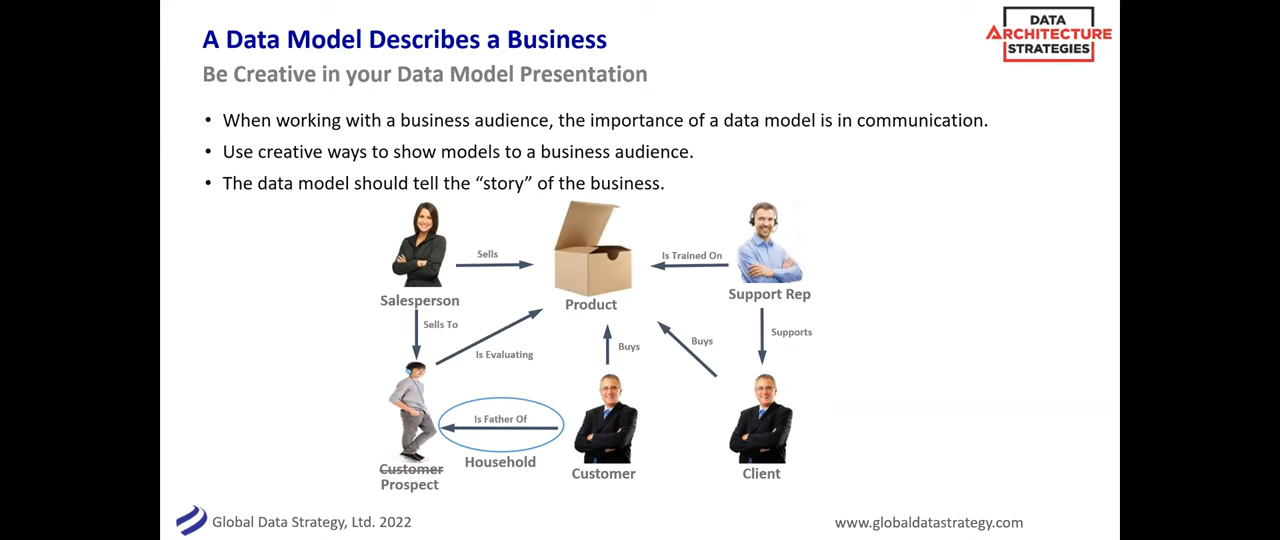 A Data Model Describes a Business
DATA
ARCHITECTURE
STRATEGIES
Be Creative in your Data Model Presentation
• When working with a business audience, the importance of a data model is in communication.
• Use creative ways to show models to a business audience.
• The data model should tell the “story” of the business.
Sells
Is Trained On
Salesperson
Product
Support Rep
Sells To
Is Evaluating
Buys
Buys
Supports
Is Father Of
Household
Customer
Prospect
Customer
Client
Global Data Strategy, Ltd. 2022
www.globaldatastrategy.com